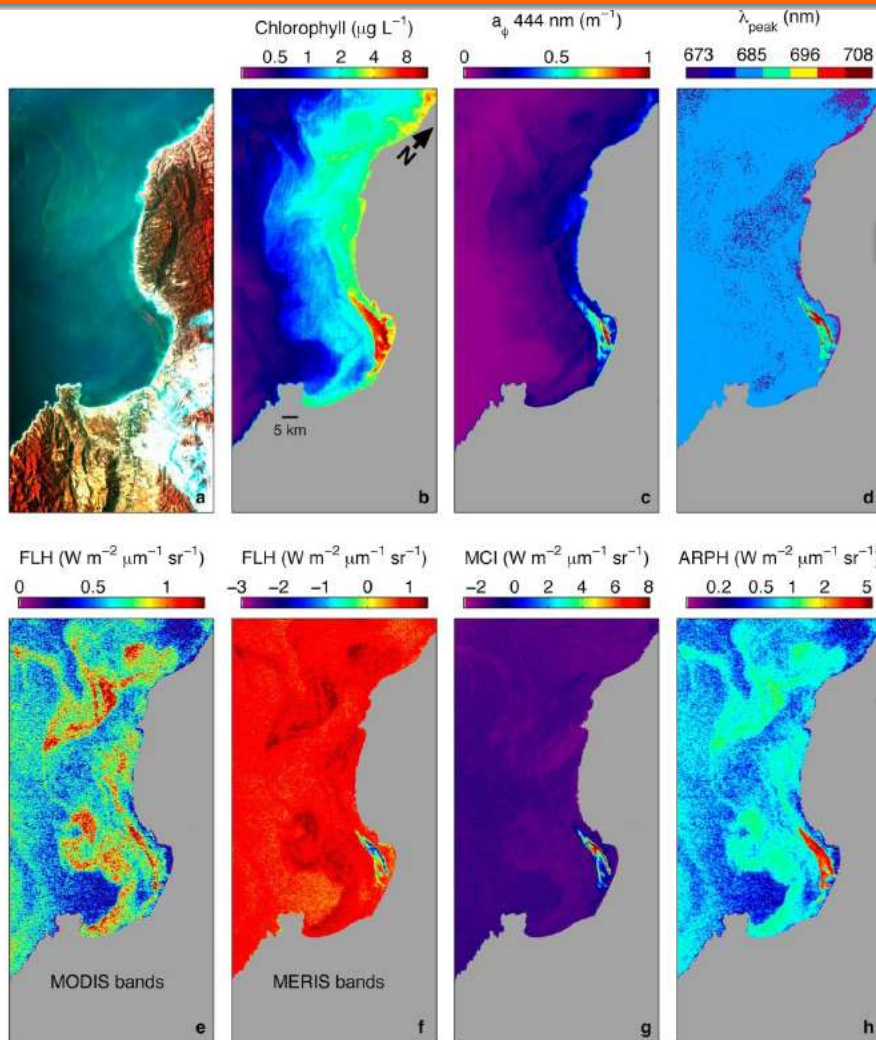 Chlorophyll (µg L⁻¹)
0.5 1 2 4 8
a_ϕ 444 nm (m⁻¹)
0 0.5 1
λ_peak (nm)
673 685 696 708
N
5 km
a
b
c
d
FLH (W m⁻² µm⁻¹ sr⁻¹)
0 0.5 1
FLH (W m⁻² µm⁻¹ sr⁻¹)
−3 −2 −1 0 1
MCI (W m⁻² µm⁻¹ sr⁻¹)
−2 0 2 4 6 8
ARPH (W m⁻² µm⁻¹ sr⁻¹)
0.2 0.5 1 2 5
MODIS bands
MERIS bands
e
f
g
h